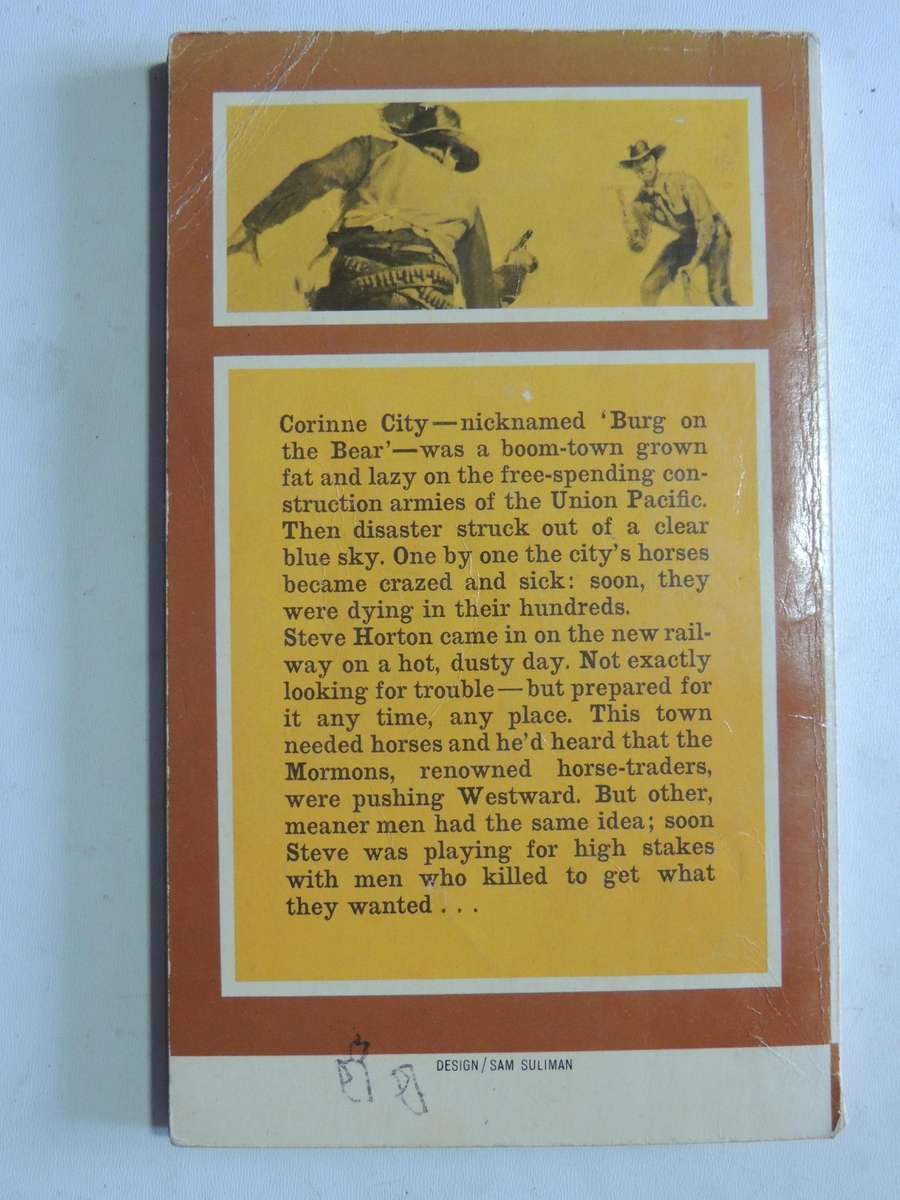 Corinne City—nicknamed ‘Burg on
the Bear’—was a boom-town grown
fat and lazy on the free-spending con-
struction armies of the Union Pacific.
Then disaster struck out of a clear
blue sky. One by one the city’s horses
became crazed and sick: soon, they
were dying in their hundreds.
Steve Horton came in on the new rail-
way on a hot, dusty day. Not exactly
looking for trouble—but prepared for
it any time, any place. This town
needed horses and he’d heard that the
Mormons, renowned horse-traders,
were pushing Westward. But other,
meaner men had the same idea; soon
Steve was playing for high stakes
with men who killed to get what
they wanted . . .
DESIGN/SAM SULIMAN